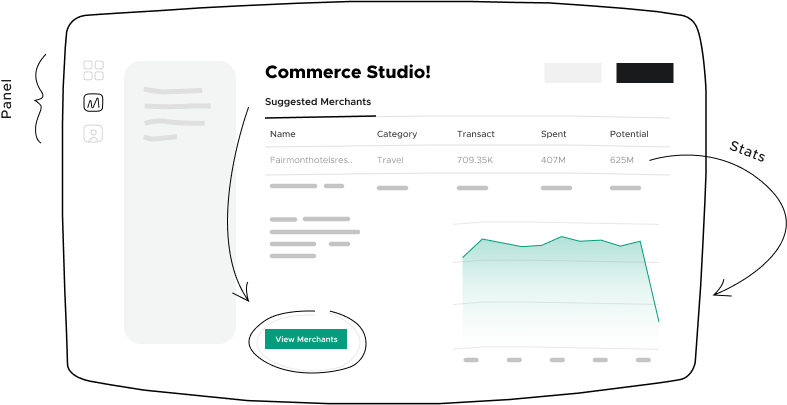 Panel
Commerce Studio!
Suggested Merchants
Name Category Transact Spent Potential
Fairmonthotelsres.. Travel 709.35K 407M 625M
Stats
View Merchants